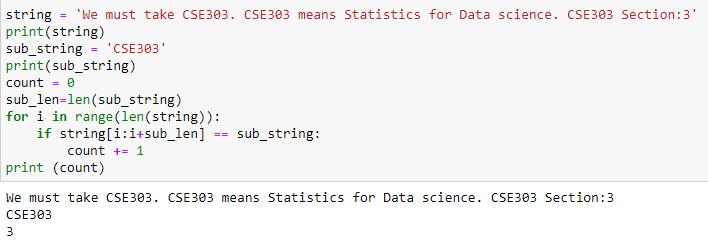 string = 'We must take CSE303. CSE303 means Statistics for Data science. CSE303 Section:3'
print(string)
sub_string = 'CSE303'
print(sub_string)
count = 0
sub_len=len(sub_string)
for i in range(len(string)):
    if string[i:i+sub_len] == sub_string:
        count += 1
print (count)
We must take CSE303. CSE303 means Statistics for Data science. CSE303 Section:3
CSE303
3